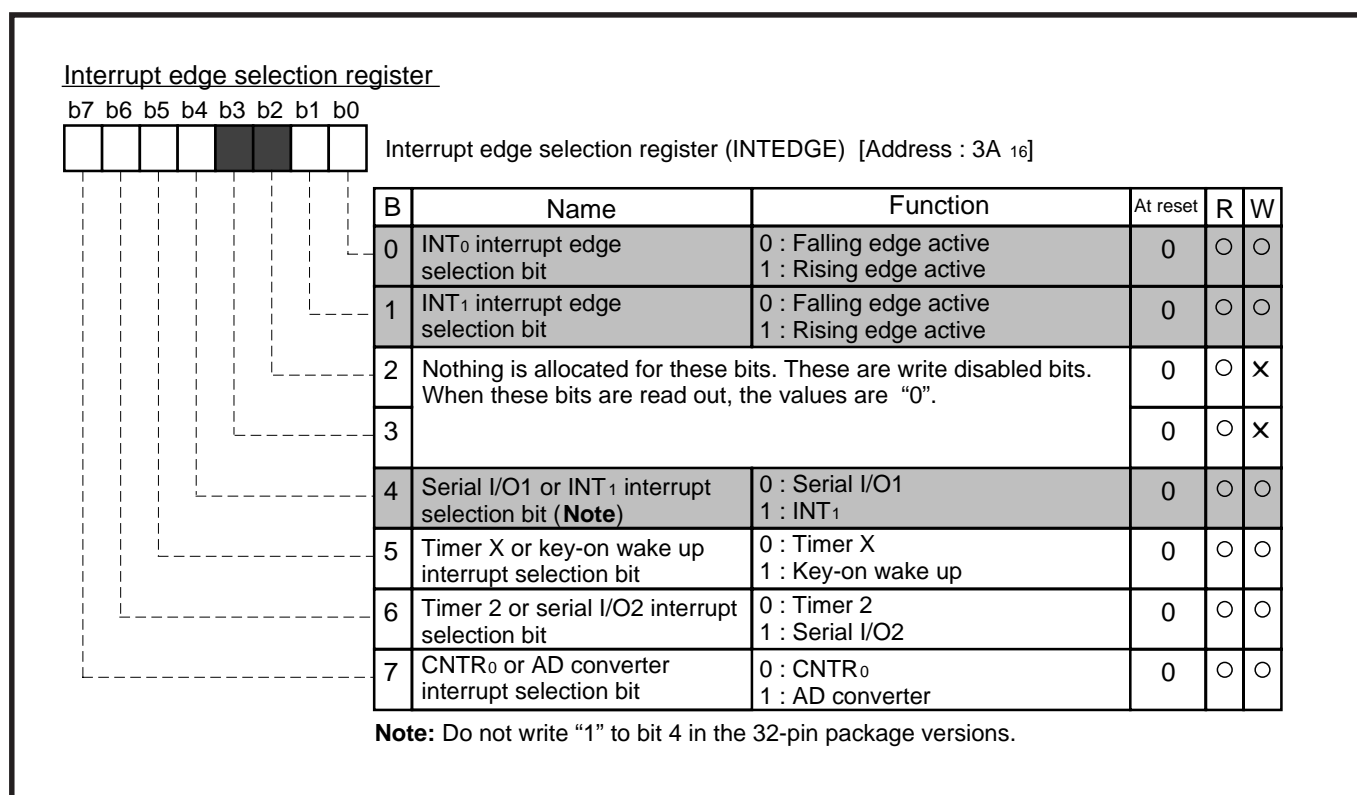 Interrupt edge selection register
b7 b6 b5 b4 b3 b2 b1 b0
Interrupt edge selection register (INTEDGE) [Address : 3A 16]
B Name Function At reset R W
0 INT0 interrupt edge 0 : Falling edge active 0 ○ ○
selection bit 1 : Rising edge active
1 INT1 interrupt edge 0 : Falling edge active 0 ○ ○
selection bit 1 : Rising edge active
2 Nothing is allocated for these bits. These are write disabled bits. 0 ○ ×
When these bits are read out, the values are “0”.
3 0 ○ ×
4 Serial I/O1 or INT1 interrupt 0 : Serial I/O1 0 ○ ○
selection bit (Note) 1 : INT1
5 Timer X or key-on wake up 0 : Timer X 0 ○ ○
interrupt selection bit 1 : Key-on wake up
6 Timer 2 or serial I/O2 interrupt 0 : Timer 2 0 ○ ○
selection bit 1 : Serial I/O2
7 CNTR0 or AD converter 0 : CNTR0 0 ○ ○
interrupt selection bit 1 : AD converter
Note: Do not write “1” to bit 4 in the 32-pin package versions.